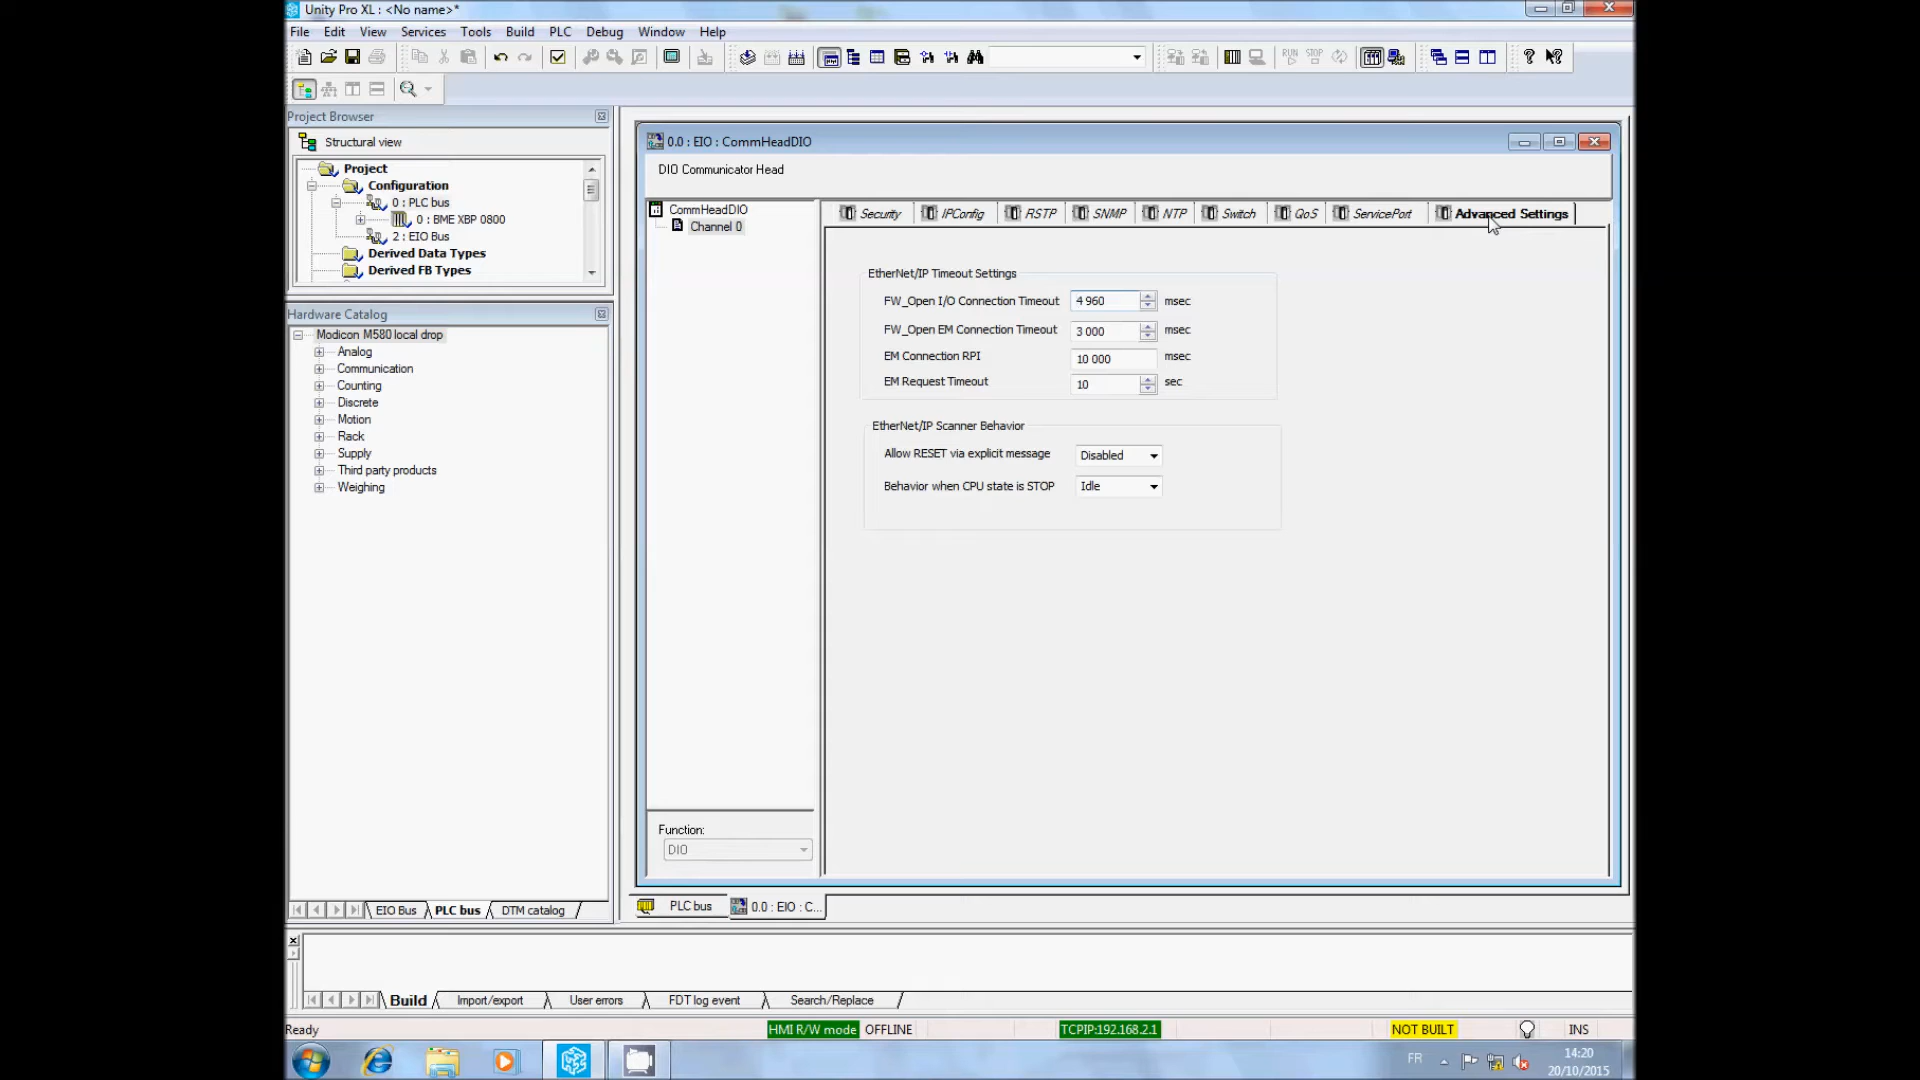 Unity Pro XL : <No name>*
File Edit View Services Tools Build PLC Debug Window Help
Project Browser
Structural view
Project
Configuration
0 : PLC bus
0 : BME XBP 0800
2 : EIO Bus
Derived Data Types
Derived FB Types
Hardware Catalog
Modicon M580 local drop
Analog
Communication
Counting
Discrete
Motion
Rack
Supply
Third party products
Weighing
EIO Bus PLC bus DTM catalog
0.0 : EIO : CommHeadDIO
DIO Communicator Head
CommHeadDIO
Channel 0
Security IPConfig RSTP SNMP NTP Switch QoS ServicePort Advanced Settings
EtherNet/IP Timeout Settings
FW_Open I/O Connection Timeout 4 960 msec
FW_Open EM Connection Timeout 3 000 msec
EM Connection RPI 10 000 msec
EM Request Timeout 10 sec
EtherNet/IP Scanner Behavior
Allow RESET via explicit message Disabled
Behavior when CPU state is STOP Idle
Function:
DIO
PLC bus 0.0 : EIO : C...
Build Import/export User errors FDT log event Search/Replace
Ready HMI R/W mode OFFLINE TCPIP:192.168.2.1 NOT BUILT INS
FR 14:20
20/10/2015
RUN STOP